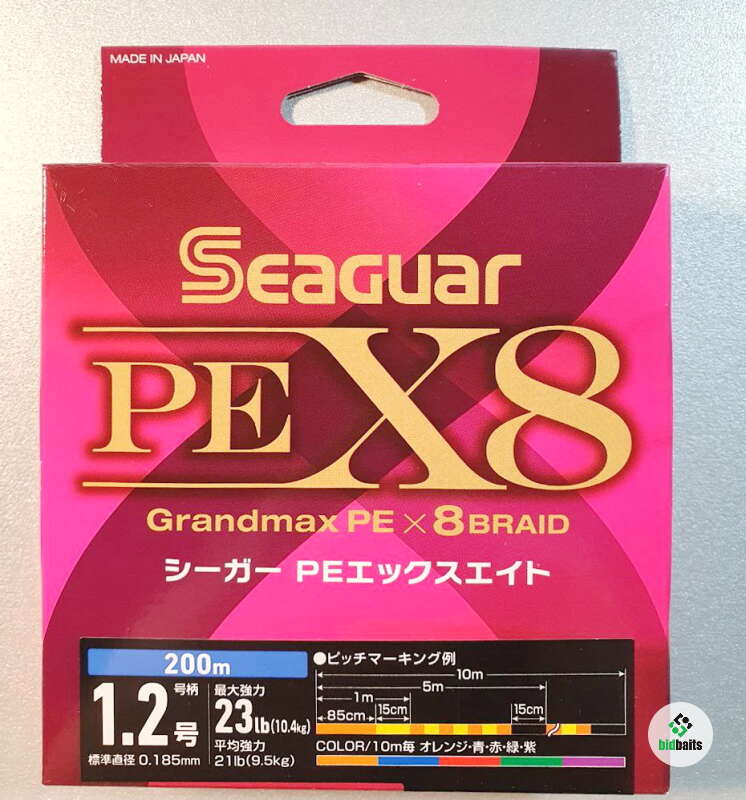 MADE IN JAPAN
Seaguar
PE X8
Grandmax PE × 8 BRAID
シーガー PEエックスエイト
200m
号柄
1.2号
標準直径 0.185mm
最大強力
23lb(10.4kg)
平均強力
21lb(9.5kg)
●ピッチマーキング例
10m
5m
1m
85cm 15cm 15cm
COLOR/10m毎 オレンジ・青・赤・緑・紫
bidbaits